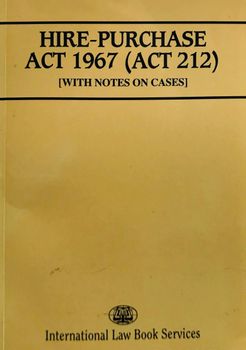 HIRE-PURCHASE
ACT 1967 (ACT 212)
[WITH NOTES ON CASES]
International Law Book Services